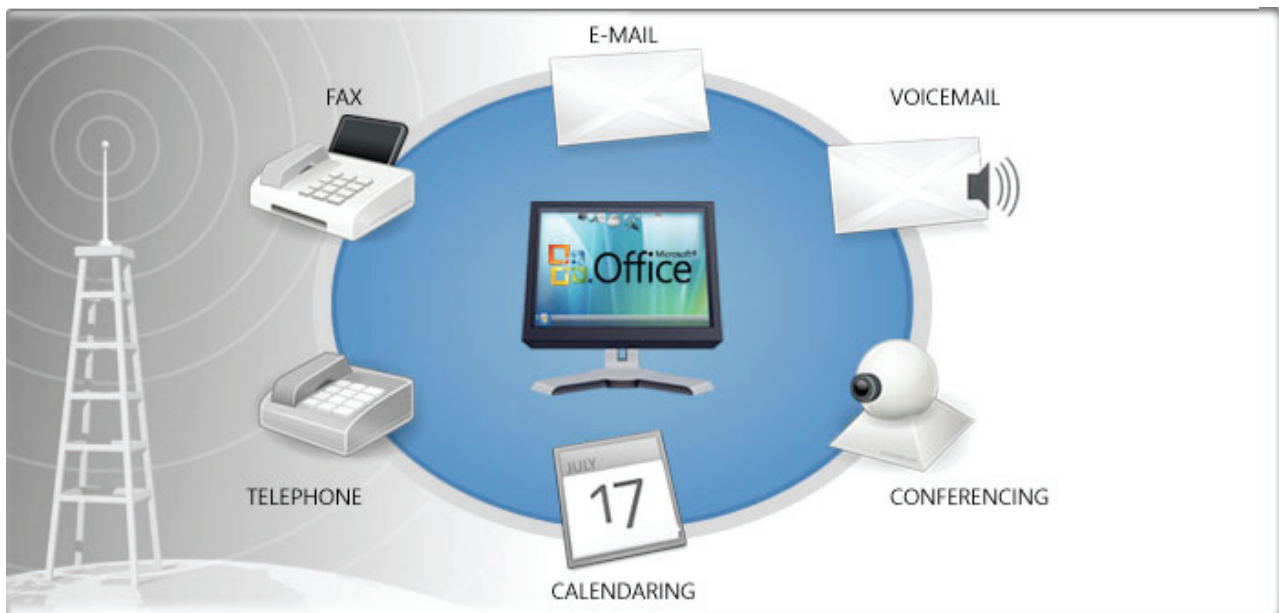 E-MAIL
FAX
VOICEMAIL
Microsoft®
Office
TELEPHONE
JULY
17
CONFERENCING
CALENDARING